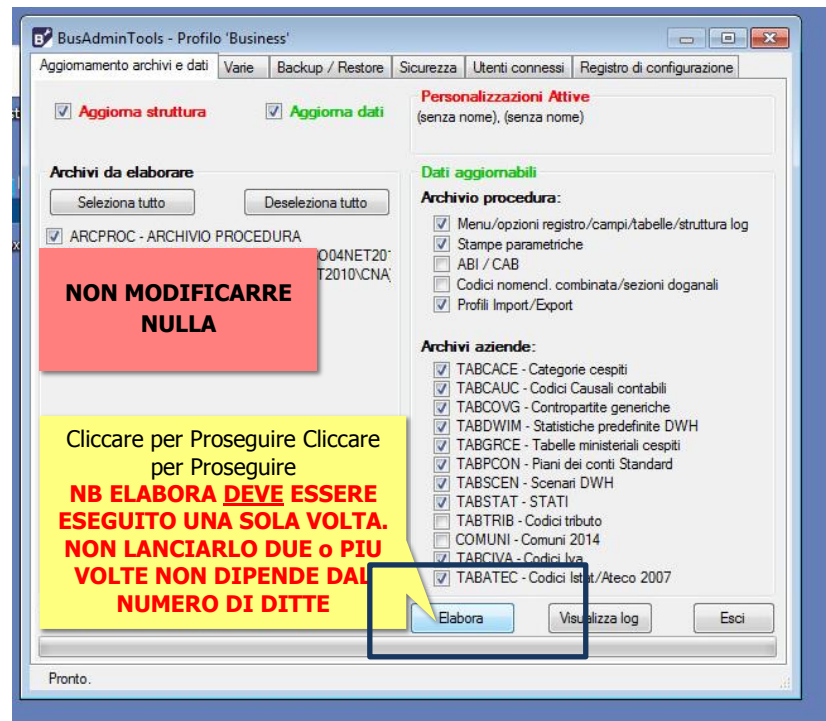 BusAdminTools - Profilo 'Business'
Aggiornamento archivi e dati Varie Backup / Restore Sicurezza Utenti connessi Registro di configurazione
Aggiorna struttura Aggiorna dati
Personalizzazioni Attive
(senza nome), (senza nome)
Archivi da elaborare
Seleziona tutto Deseleziona tutto
ARCPROC - ARCHIVIO PROCEDURA
O04NET20
T2010\CNA
NON MODIFICARRE
NULLA
Cliccare per Proseguire Cliccare
per Proseguire
NB ELABORA DEVE ESSERE
ESEGUITO UNA SOLA VOLTA.
NON LANCIARLO DUE o PIU
VOLTE NON DIPENDE DAL
NUMERO DI DITTE
Dati aggiornabili
Archivio procedura:
Menu/opzioni registro/campi/tabelle/struttura log
Stampe parametriche
ABI / CAB
Codici nomencl. combinata/sezioni doganali
Profili Import/Export
Archivi aziende:
TABCACE - Categorie cespiti
TABCAUC - Codici Causali contabili
TABCOVG - Contropartite generiche
TABDWIM - Statistiche predefinite DWH
TABGRCE - Tabelle ministeriali cespiti
TABPCON - Piani dei conti Standard
TABSCEN - Scenari DWH
TABSTAT - STATI
TABTRIB - Codici tributo
COMUNI - Comuni 2014
TABCIVA - Codici Iva
TABATEC - Codici Istat/Ateco 2007
Elabora Visualizza log Esci
Pronto.